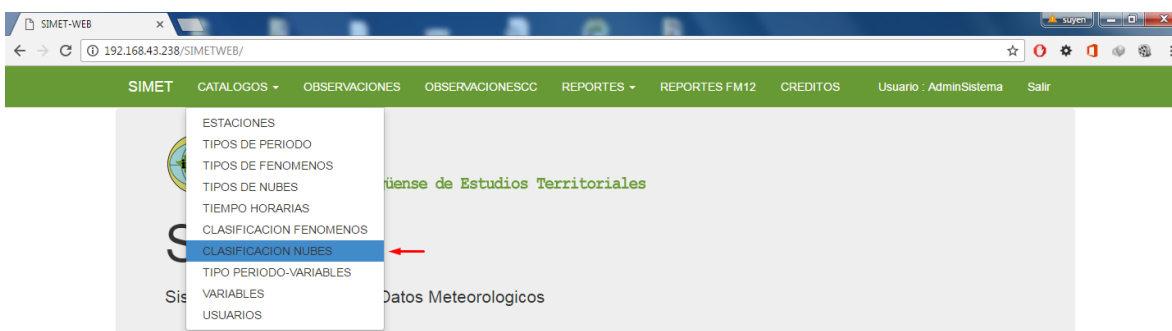 SIMET-WEB
suyen
192.168.43.238/SIMETWEB/
SIMET CATALOGOS OBSERVACIONES OBSERVACIONESCC REPORTES REPORTES FM12 CREDITOS Usuario : AdminSistema Salir
ESTACIONES
TIPOS DE PERIODO
TIPOS DE FENOMENOS
TIPOS DE NUBES
üense de Estudios Territoriales
TIEMPO HORARIAS
CLASIFICACION FENOMENOS
S
CLASIFICACION NUBES
TIPO PERIODO-VARIABLES
VARIABLES
Sis Datos Meteorologicos
USUARIOS